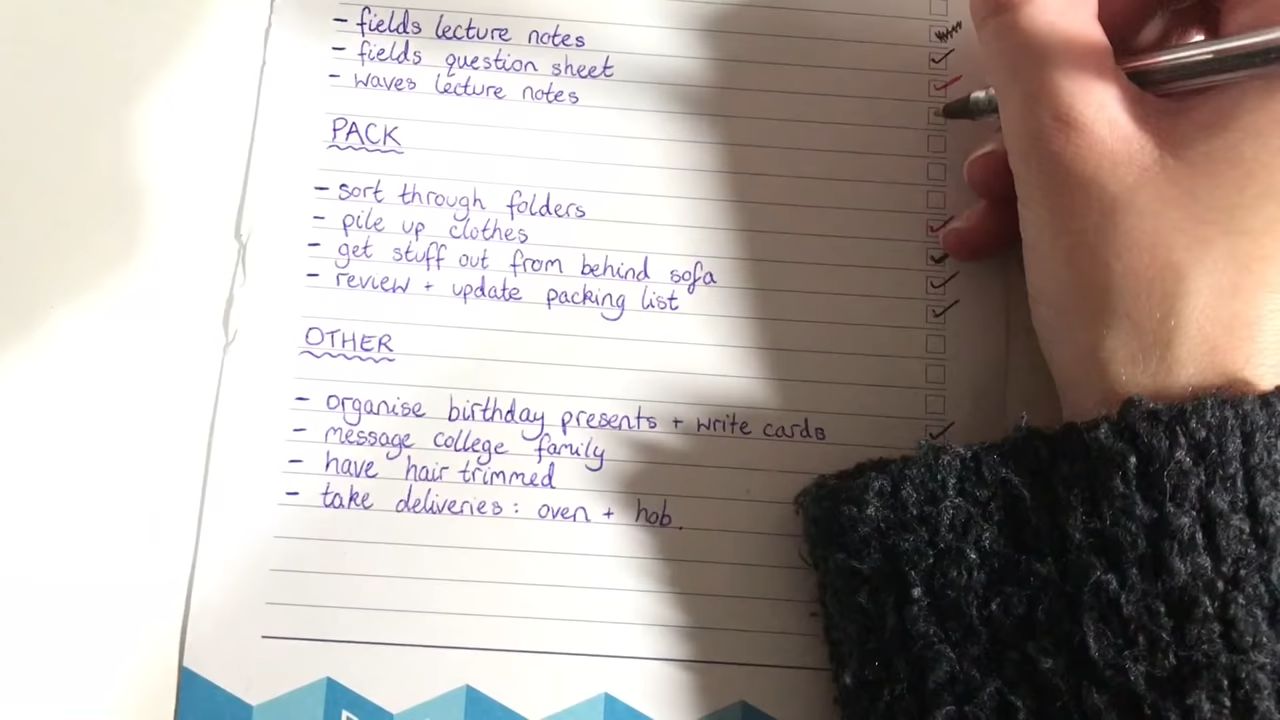 - fields lecture notes
- fields question sheet
- waves lecture notes
PACK
- sort through folders
- pile up clothes
- get stuff out from behind sofa
- review + update packing list
OTHER
- organise birthday presents + write cards
- message college family
- have hair trimmed
- take deliveries: oven + hob.